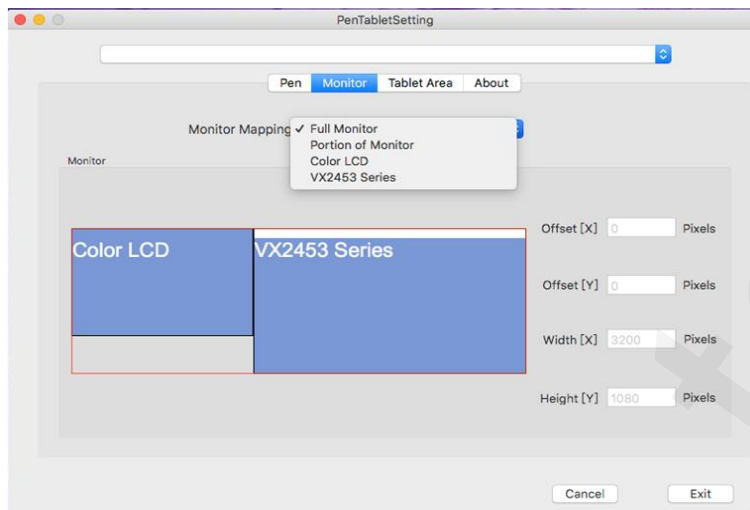 PenTabletSetting
Pen Monitor Tablet Area About
Monitor Mapping ✓ Full Monitor
Portion of Monitor
Color LCD
VX2453 Series
Monitor
Color LCD VX2453 Series
Offset [X] 0 Pixels
Offset [Y] 0 Pixels
Width [X] 3200 Pixels
Height [Y] 1080 Pixels
Cancel Exit